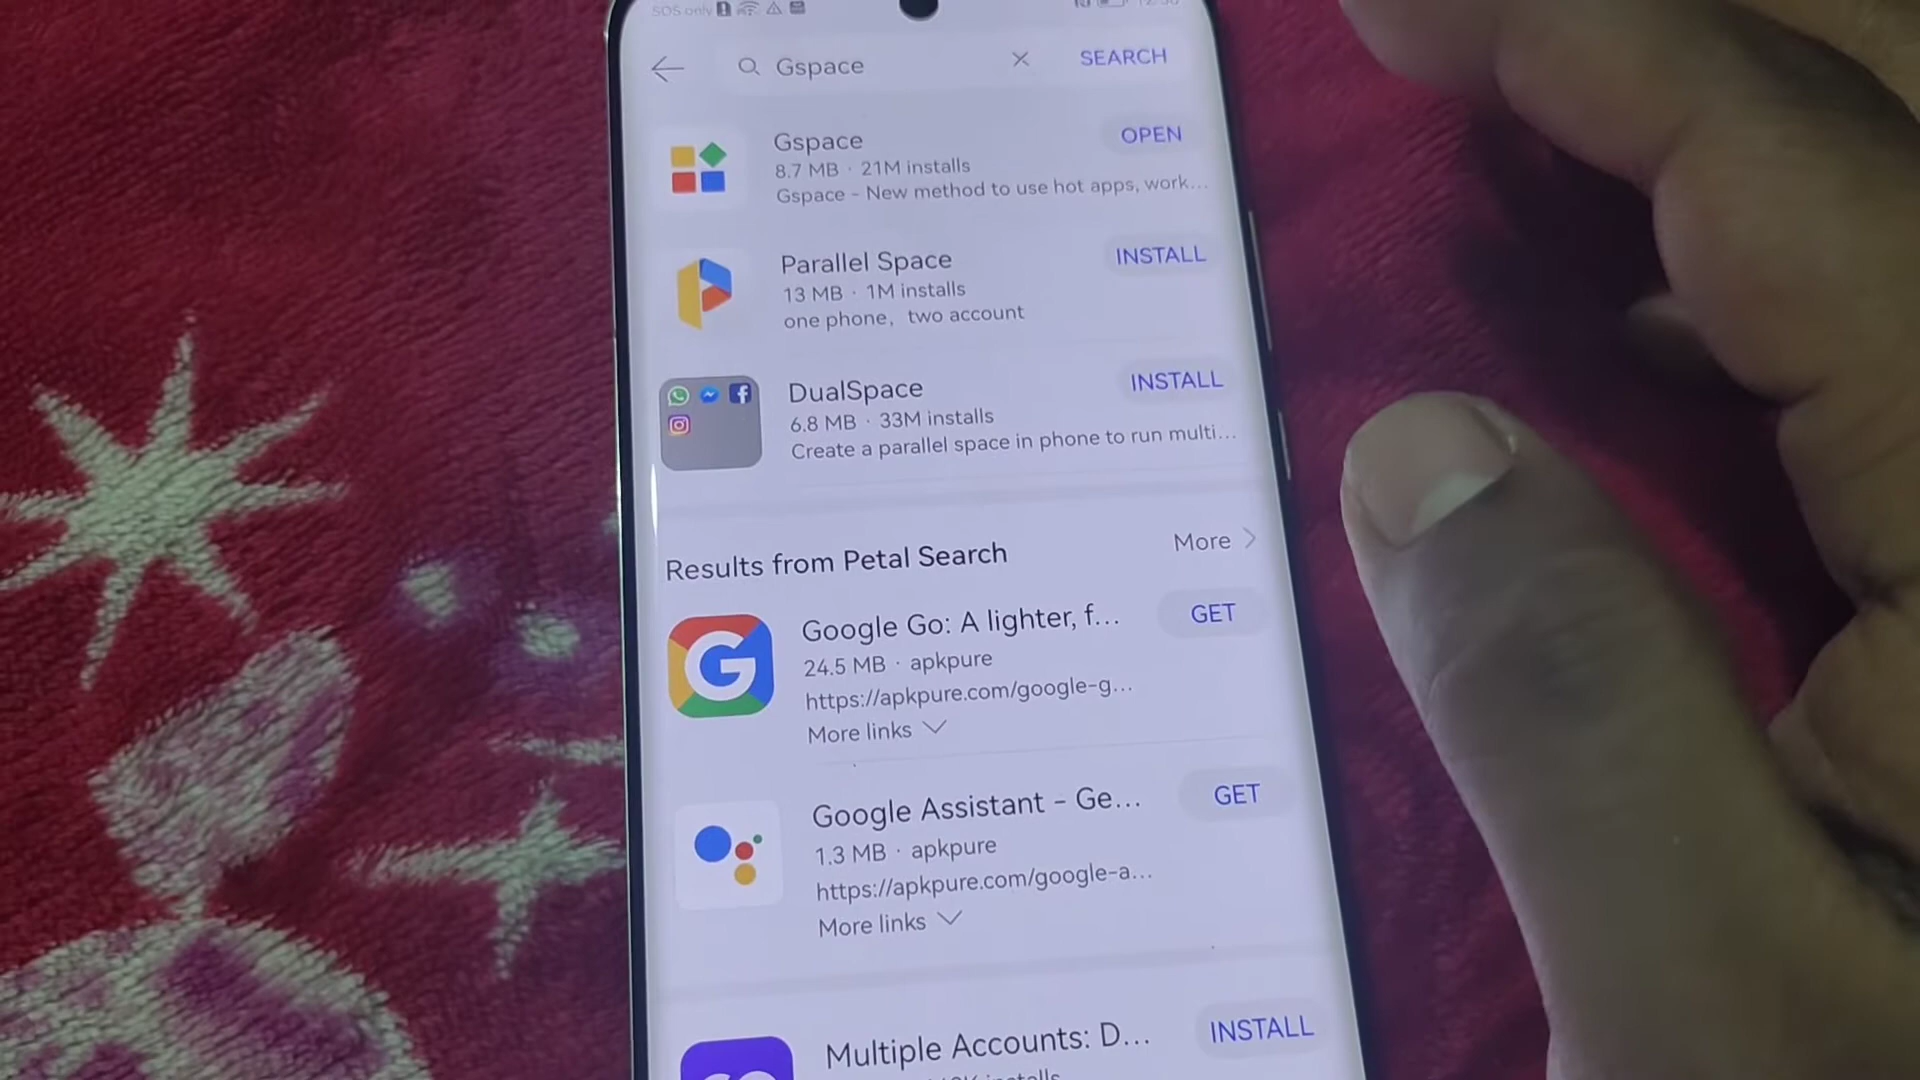 SOS only
Gspace
SEARCH
Gspace
OPEN
8.7 MB · 21M installs
Gspace - New method to use hot apps, work...
Parallel Space
INSTALL
13 MB · 1M installs
one phone, two account
DualSpace
INSTALL
6.8 MB · 33M installs
Create a parallel space in phone to run multi...
Results from Petal Search
More
Google Go: A lighter, f...
GET
24.5 MB · apkpure
https://apkpure.com/google-g...
More links
Google Assistant - Ge...
GET
1.3 MB · apkpure
https://apkpure.com/google-a...
More links
Multiple Accounts: D...
INSTALL
installs